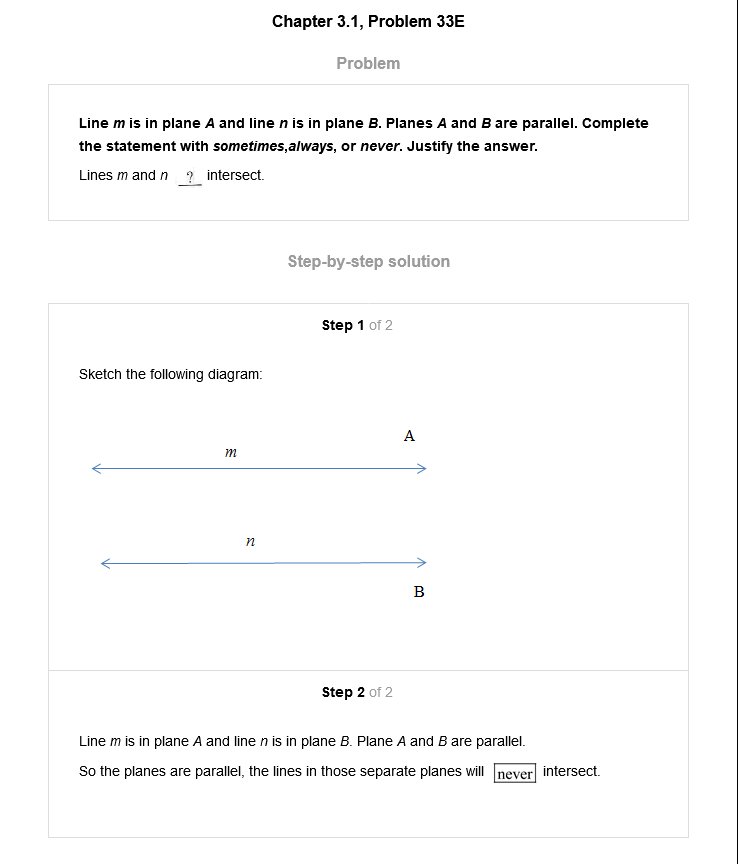 Chapter 3.1, Problem 33E
Problem
Line m is in plane A and line n is in plane B. Planes A and B are parallel. Complete
the statement with sometimes,always, or never. Justify the answer.
Lines m and n ? intersect.
Step-by-step solution
Step 1 of 2
Sketch the following diagram:
A
m
n
B
Step 2 of 2
Line m is in plane A and line n is in plane B. Plane A and B are parallel.
So the planes are parallel, the lines in those separate planes will never intersect.